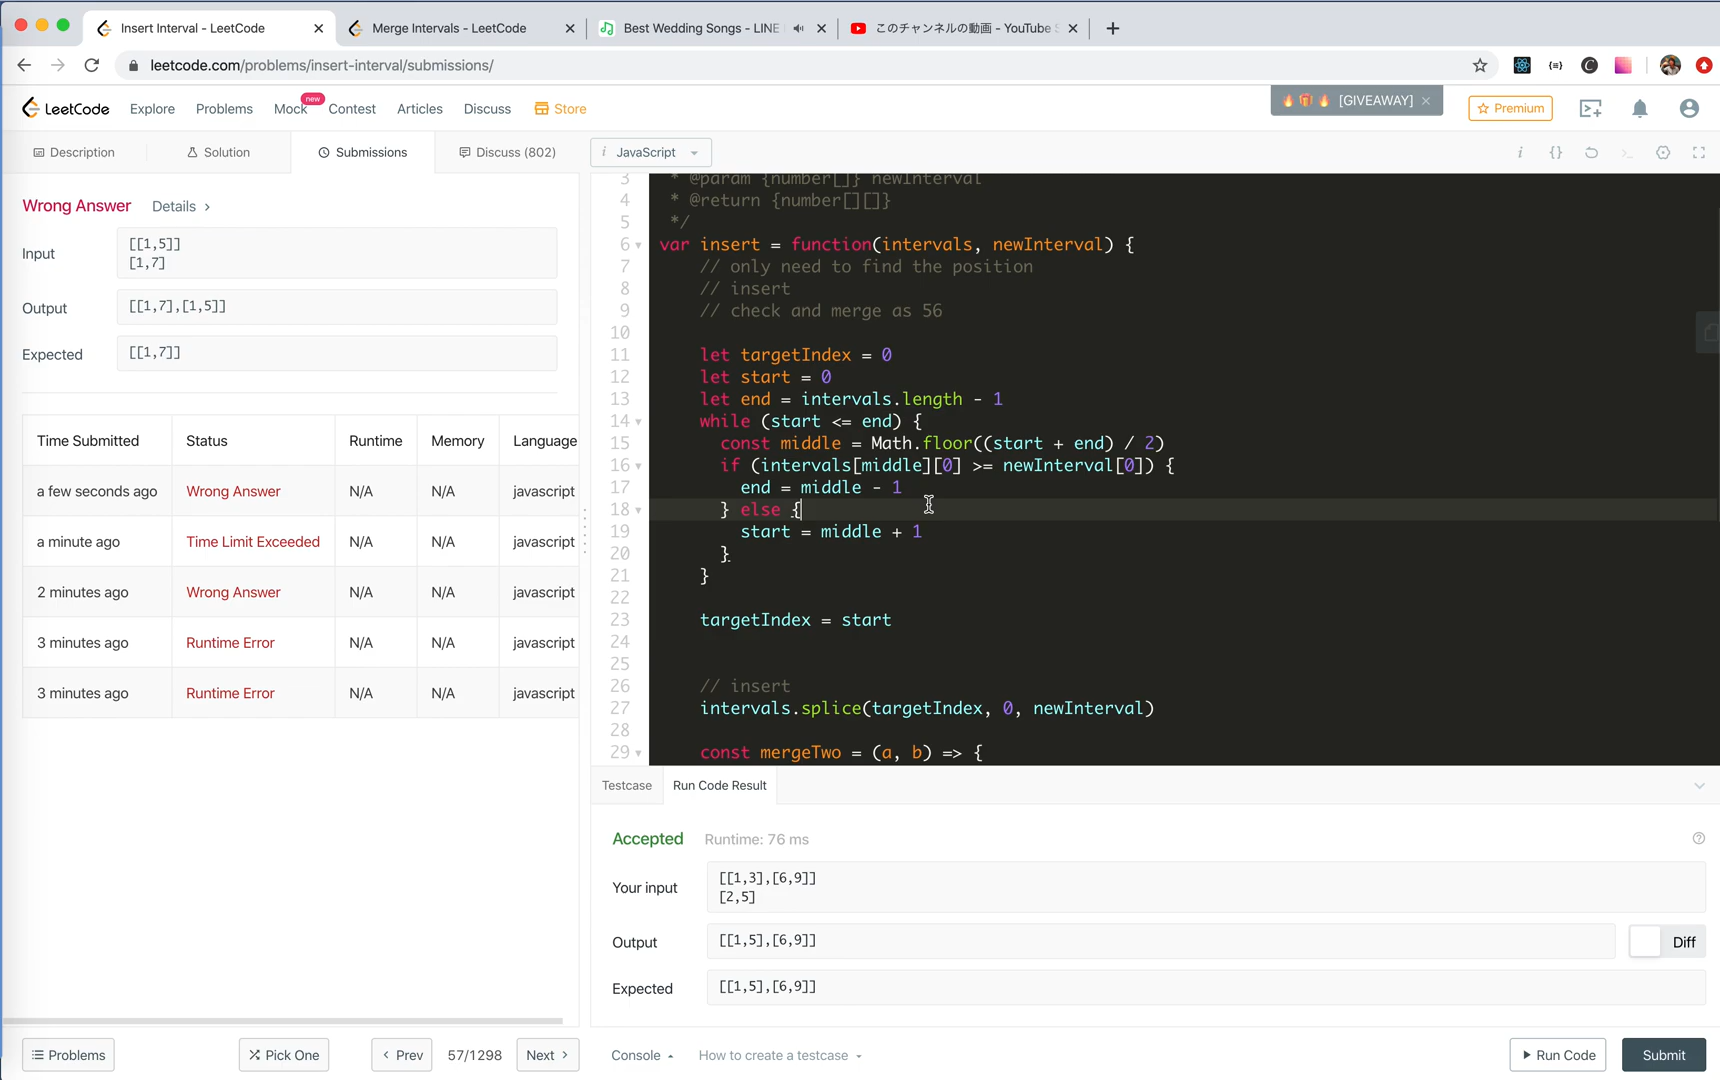 Insert Interval - LeetCode
Merge Intervals - LeetCode
Best Wedding Songs - LINE
このチャンネルの動画 - YouTube S
leetcode.com/problems/insert-interval/submissions/
LeetCode
Explore
Problems
Mock
new
Contest
Articles
Discuss
Store
[GIVEAWAY]
Premium
Description
Solution
Submissions
Discuss (802)
i JavaScript
Wrong Answer
Details
Input
[[1,5]]
[1,7]
Output
[[1,7],[1,5]]
Expected
[[1,7]]
Time Submitted Status Runtime Memory Language
a few seconds ago Wrong Answer N/A N/A javascript
a minute ago Time Limit Exceeded N/A N/A javascript
2 minutes ago Wrong Answer N/A N/A javascript
3 minutes ago Runtime Error N/A N/A javascript
3 minutes ago Runtime Error N/A N/A javascript
3 * @param {number[]} newInterval
4 * @return {number[][]}
5 */
6 var insert = function(intervals, newInterval) {
7 // only need to find the position
8 // insert
9 // check and merge as 56
10
11 let targetIndex = 0
12 let start = 0
13 let end = intervals.length - 1
14 while (start <= end) {
15 const middle = Math.floor((start + end) / 2)
16 if (intervals[middle][0] >= newInterval[0]) {
17 end = middle - 1
18 } else {
19 start = middle + 1
20 }
21 }
22
23 targetIndex = start
24
25
26 // insert
27 intervals.splice(targetIndex, 0, newInterval)
28
29 const mergeTwo = (a, b) => {
Testcase
Run Code Result
Accepted
Runtime: 76 ms
Your input
[[1,3],[6,9]]
[2,5]
Output
[[1,5],[6,9]]
Diff
Expected
[[1,5],[6,9]]
Problems
Pick One
Prev
57/1298
Next
Console
How to create a testcase
Run Code
Submit